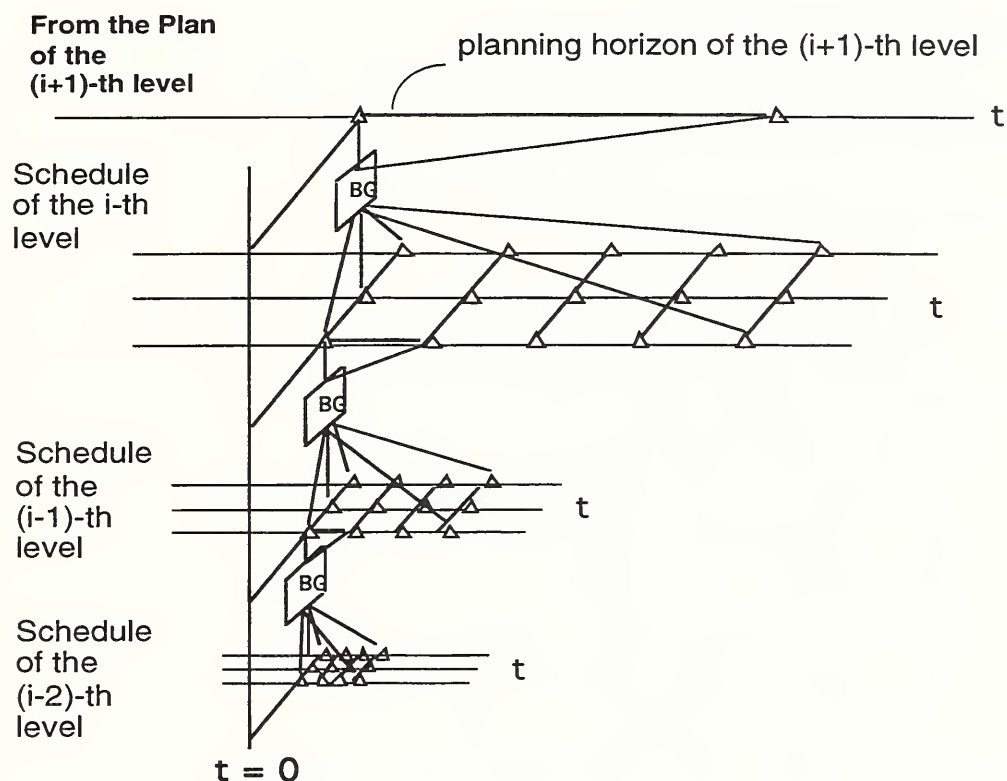 From the Plan
of the
(i+1)-th level
planning horizon of the (i+1)-th level
t
Schedule
of the i-th
level
BG
t
BG
Schedule
of the
(i-1)-th
level
t
BG
Schedule
of the
(i-2)-th
level
t
t = 0